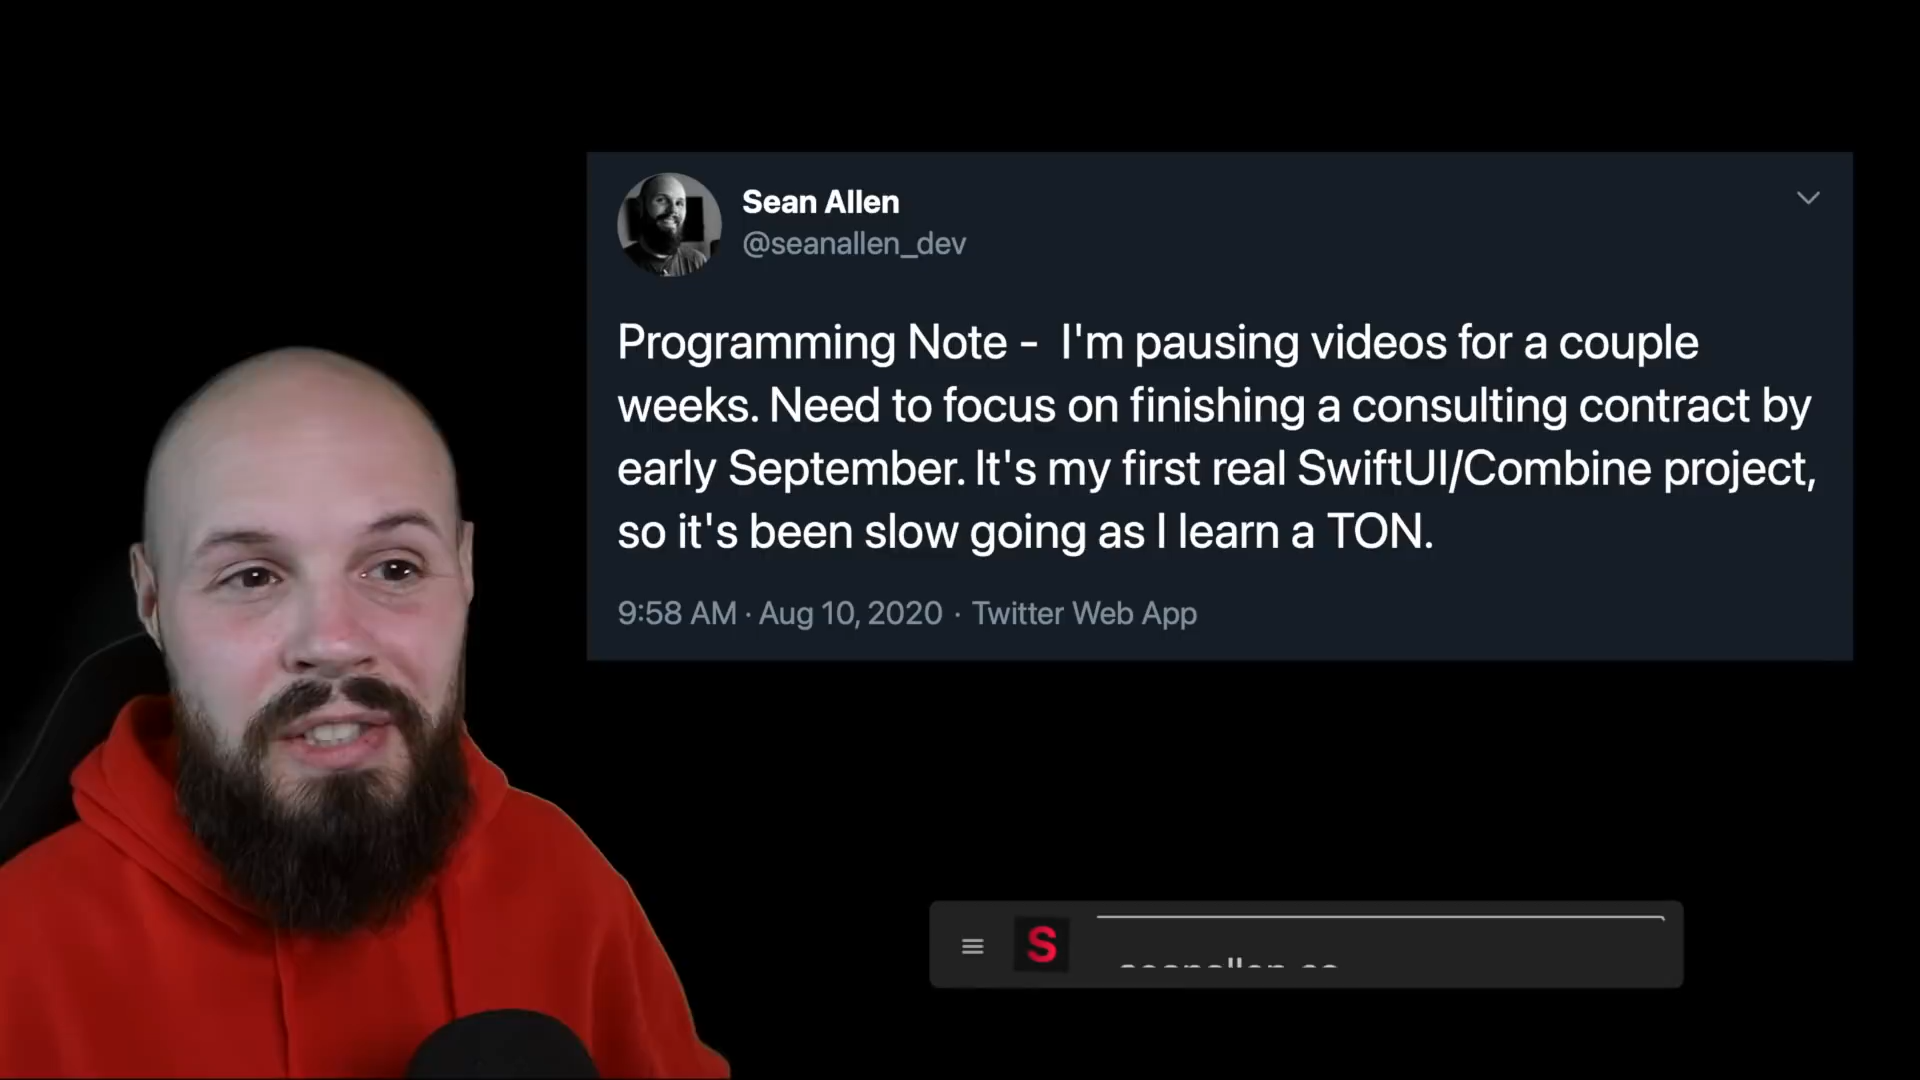 Sean Allen
@seanallen_dev
Programming Note -  I'm pausing videos for a couple
weeks. Need to focus on finishing a consulting contract by
early September. It's my first real SwiftUI/Combine project,
so it's been slow going as I learn a TON.
9:58 AM · Aug 10, 2020 · Twitter Web App
S